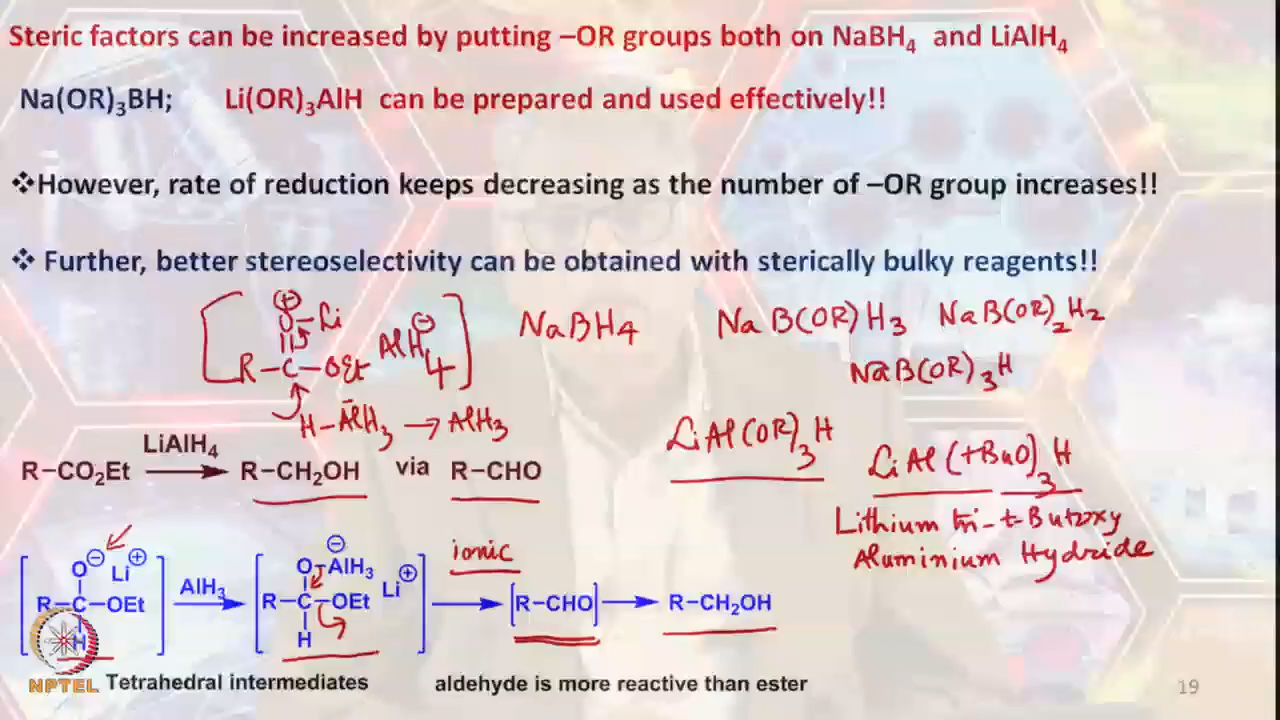 Steric factors can be increased by putting –OR groups both on NaBH₄ and LiAlH₄
Na(OR)₃BH; Li(OR)₃AlH can be prepared and used effectively!!
❖However, rate of reduction keeps decreasing as the number of –OR group increases!!
❖ Further, better stereoselectivity can be obtained with sterically bulky reagents!!
⊕
O–Li
R–C–OEt AlH₄ ⊖
H–AlH₃ → AlH₃
NaBH4
NaB(OR)H3 NaB(OR)₂H2
NaB(OR)₃H
LiAl(OR)₃H
LiAl(tBuO)₃H
Lithium tri-t-Butoxy
Aluminium Hydride
LiAlH₄
R–CO₂Et → R–CH₂OH via R–CHO
ionic
O⊖ Li⊕
R–C–OEt
H
AlH₃
⊖
O–AlH₃
R–C–OEt Li⊕
H
[R–CHO] → R–CH₂OH
NPTEL
Tetrahedral intermediates aldehyde is more reactive than ester
19